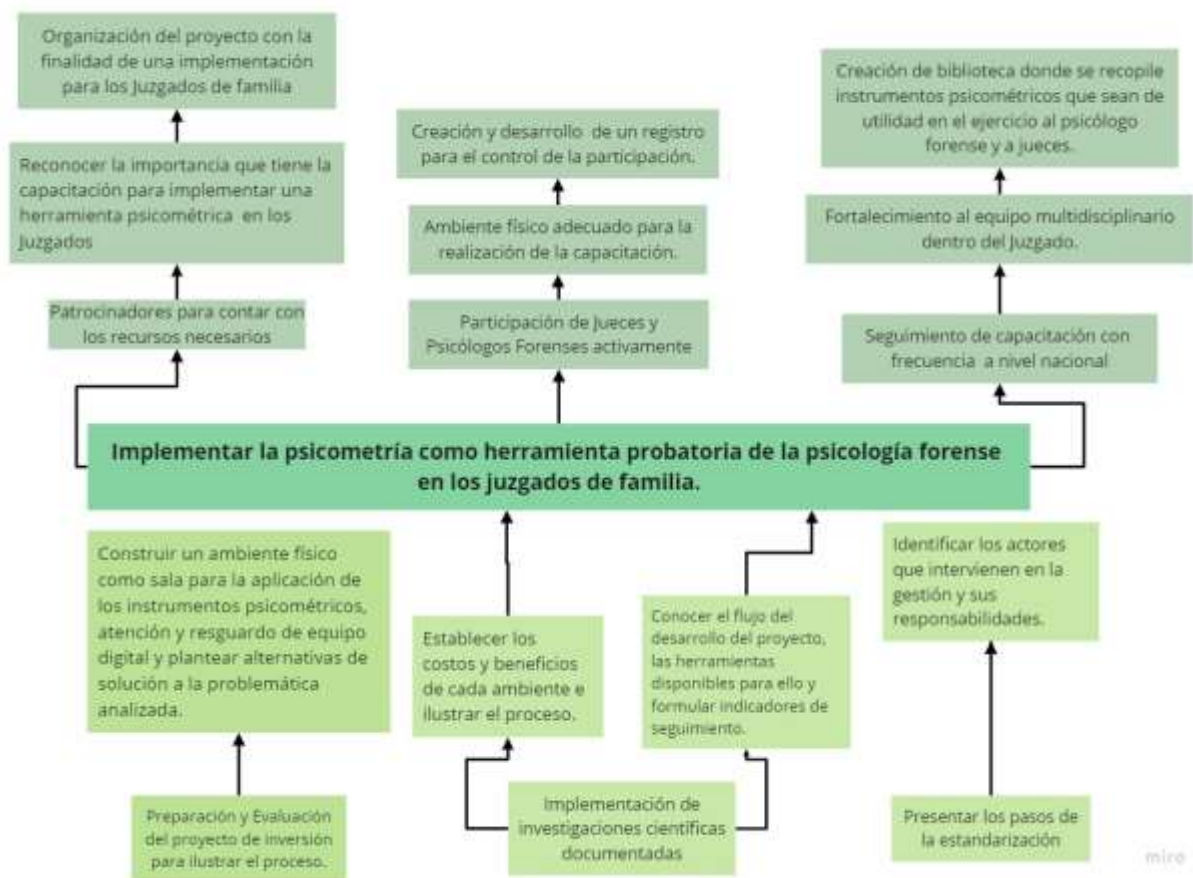 Organización del proyecto con la
finalidad de una implementación
para los Juzgados de familia
Reconocer la importancia que tiene la
capacitación para implementar una
herramienta psicométrica en los
Juzgados
Patrocinadores para contar con
los recursos necesarios
Creación y desarrollo de un registro
para el control de la participación.
Ambiente físico adecuado para la
realización de la capacitación.
Participación de Jueces y
Psicólogos Forenses activamente
Creación de biblioteca donde se recopile
instrumentos psicométricos que sean de
utilidad en el ejercicio al psicólogo
forense y a jueces.
Fortalecimiento al equipo multidisciplinario
dentro del Juzgado.
Seguimiento de capacitación con
frecuencia a nivel nacional
Implementar la psicometría como herramienta probatoria de la psicología forense
en los juzgados de familia.
Construir un ambiente físico
como sala para la aplicación de
los instrumentos psicométricos,
atención y resguardo de equipo
digital y plantear alternativas de
solución a la problemática
analizada.
Establecer los
costos y beneficios
de cada ambiente e
ilustrar el proceso.
Conocer el flujo del
desarrollo del proyecto,
las herramientas
disponibles para ello y
formular indicadores de
seguimiento.
Identificar los actores
que intervienen en la
gestión y sus
responsabilidades.
Preparación y Evaluación
del proyecto de inversión
para ilustrar el proceso.
Implementación de
investigaciones científicas
documentadas
Presentar los pasos de
la estandarización
miro